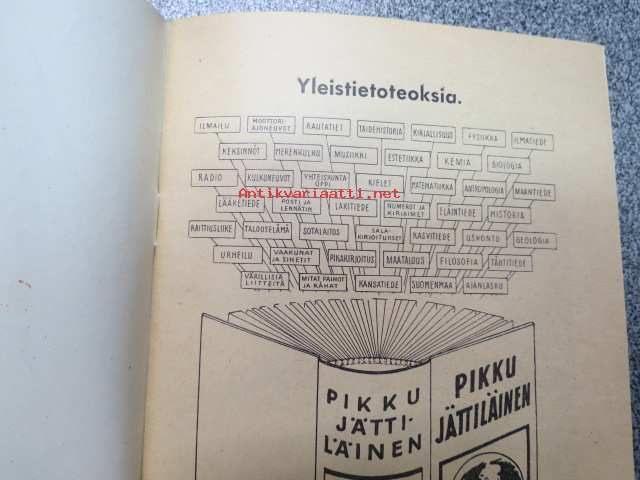 Yleistietoteoksia.
ILMAILU
MOOTTORI-
AJONEUVOT
RAUTATIET
TAIDEHISTORIA
KIRJALLISUUS
FYSIIKKA
ILMATIEDE
KEKSINNÖT
MERENKULKU
MUSIIKKI
ESTETIIKKA
KEMIA
BIOLOGIA
RADIO
KULKUNEUVOT
YHTEISKUNTA-
OPPI
KIELET
MATEMATIIKKA
ANTROPOLOGIA
MAANTIEDE
Antikvariaatti.net
LÄÄKETIEDE
POSTI JA
LENNÄTIN
LAKITIEDE
NUMEROT JA
KIRJAIMET
ELÄINTIEDE
HISTORIA
RAITTIUSLIIKE
TALOUSELÄMÄ
SOTALAITOS
SALA-
KIRJOITUKSET
KASVITIEDE
USKONTO
GEOLOGIA
URHEILU
VAAKUNAT
JA SINETIT
PIKAKIRJOITUS
MAATALOUS
FILOSOFIA
TÄHTITIEDE
VÄRILLISIÄ
LIITTEITÄ
MITAT, PAINOT
JA RAHAT
KANSATIEDE
SUOMENMAA
AJANLASKU
PIKKU
JÄTTI-
LÄINEN
PIKKU
JÄTTILÄINEN